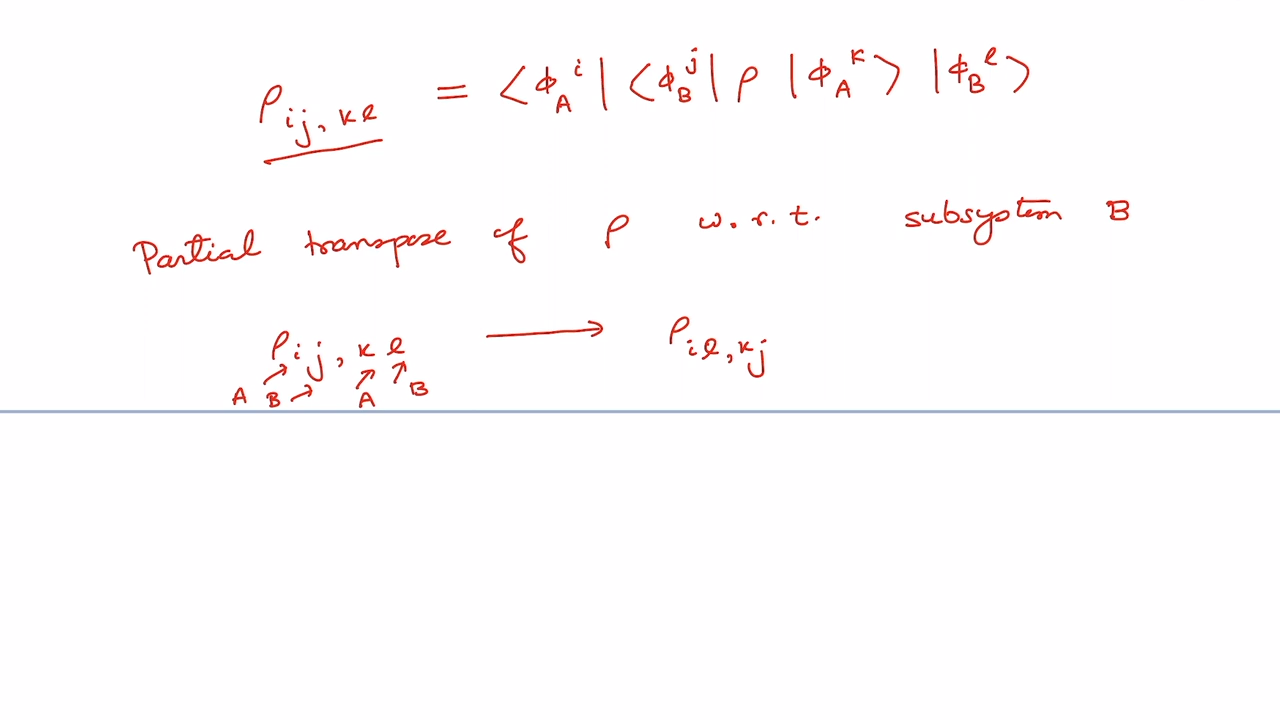 ρ_{ij, kl} = <ϕ_A^i| <ϕ_B^j| ρ |ϕ_A^k> |ϕ_B^l>
Partial transpose of ρ w.r.t. subsystem B
ρ_{ij, kl} ⟶ ρ_{il, kj}
A B A B